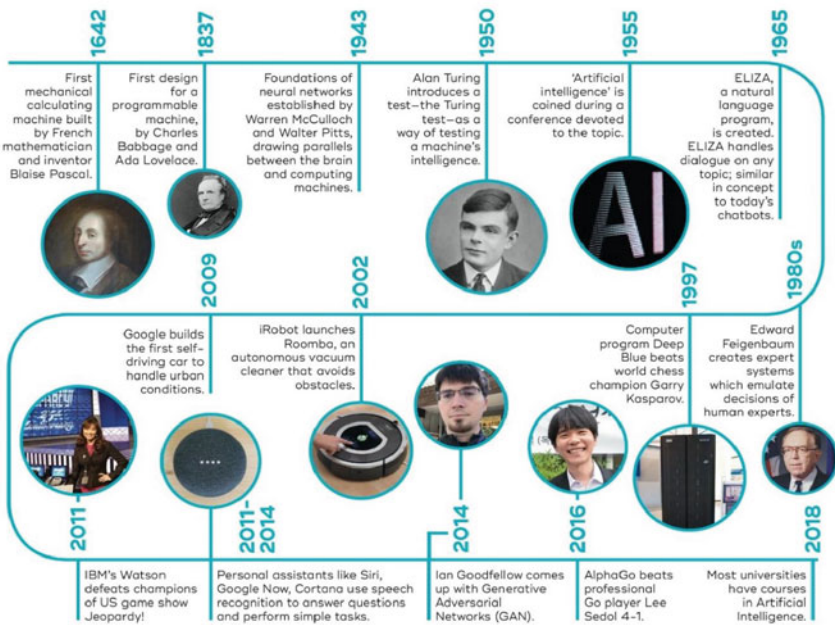 1642
First
mechanical
calculating
machine built
by French
mathematician
and inventor
Blaise Pascal.
1837
First design
for a
programmable
machine,
by Charles
Babbage and
Ada Lovelace.
1943
Foundations of
neural networks
established by
Warren McCulloch
and Walter Pitts,
drawing parallels
between the brain
and computing
machines.
1950
Alan Turing
introduces a
test—the Turing
test—as a
way of testing
a machine's
intelligence.
1955
'Artificial
intelligence' is
coined during a
conference devoted
to the topic.
AI
1965
ELIZA,
a natural
language
program,
is created.
ELIZA handles
dialogue on any
topic; similar
in concept
to today's
chatbots.
1980s
Edward
Feigenbaum
creates expert
systems
which emulate
decisions of
human experts.
1997
Computer
program Deep
Blue beats
world chess
champion Garry
Kasparov.
2002
iRobot launches
Roomba, an
autonomous vacuum
cleaner that avoids
obstacles.
2009
Google builds
the first self-
driving car to
handle urban
conditions.
2011
IBM's Watson
defeats champions
of US game show
Jeopardy!
2011-
2014
Personal assistants like Siri,
Google Now, Cortana use speech
recognition to answer questions
and perform simple tasks.
2014
Ian Goodfellow comes
up with Generative
Adversarial
Networks (GAN).
2016
AlphaGo beats
professional
Go player Lee
Sedol 4-1.
2018
Most universities
have courses
in Artificial
Intelligence.